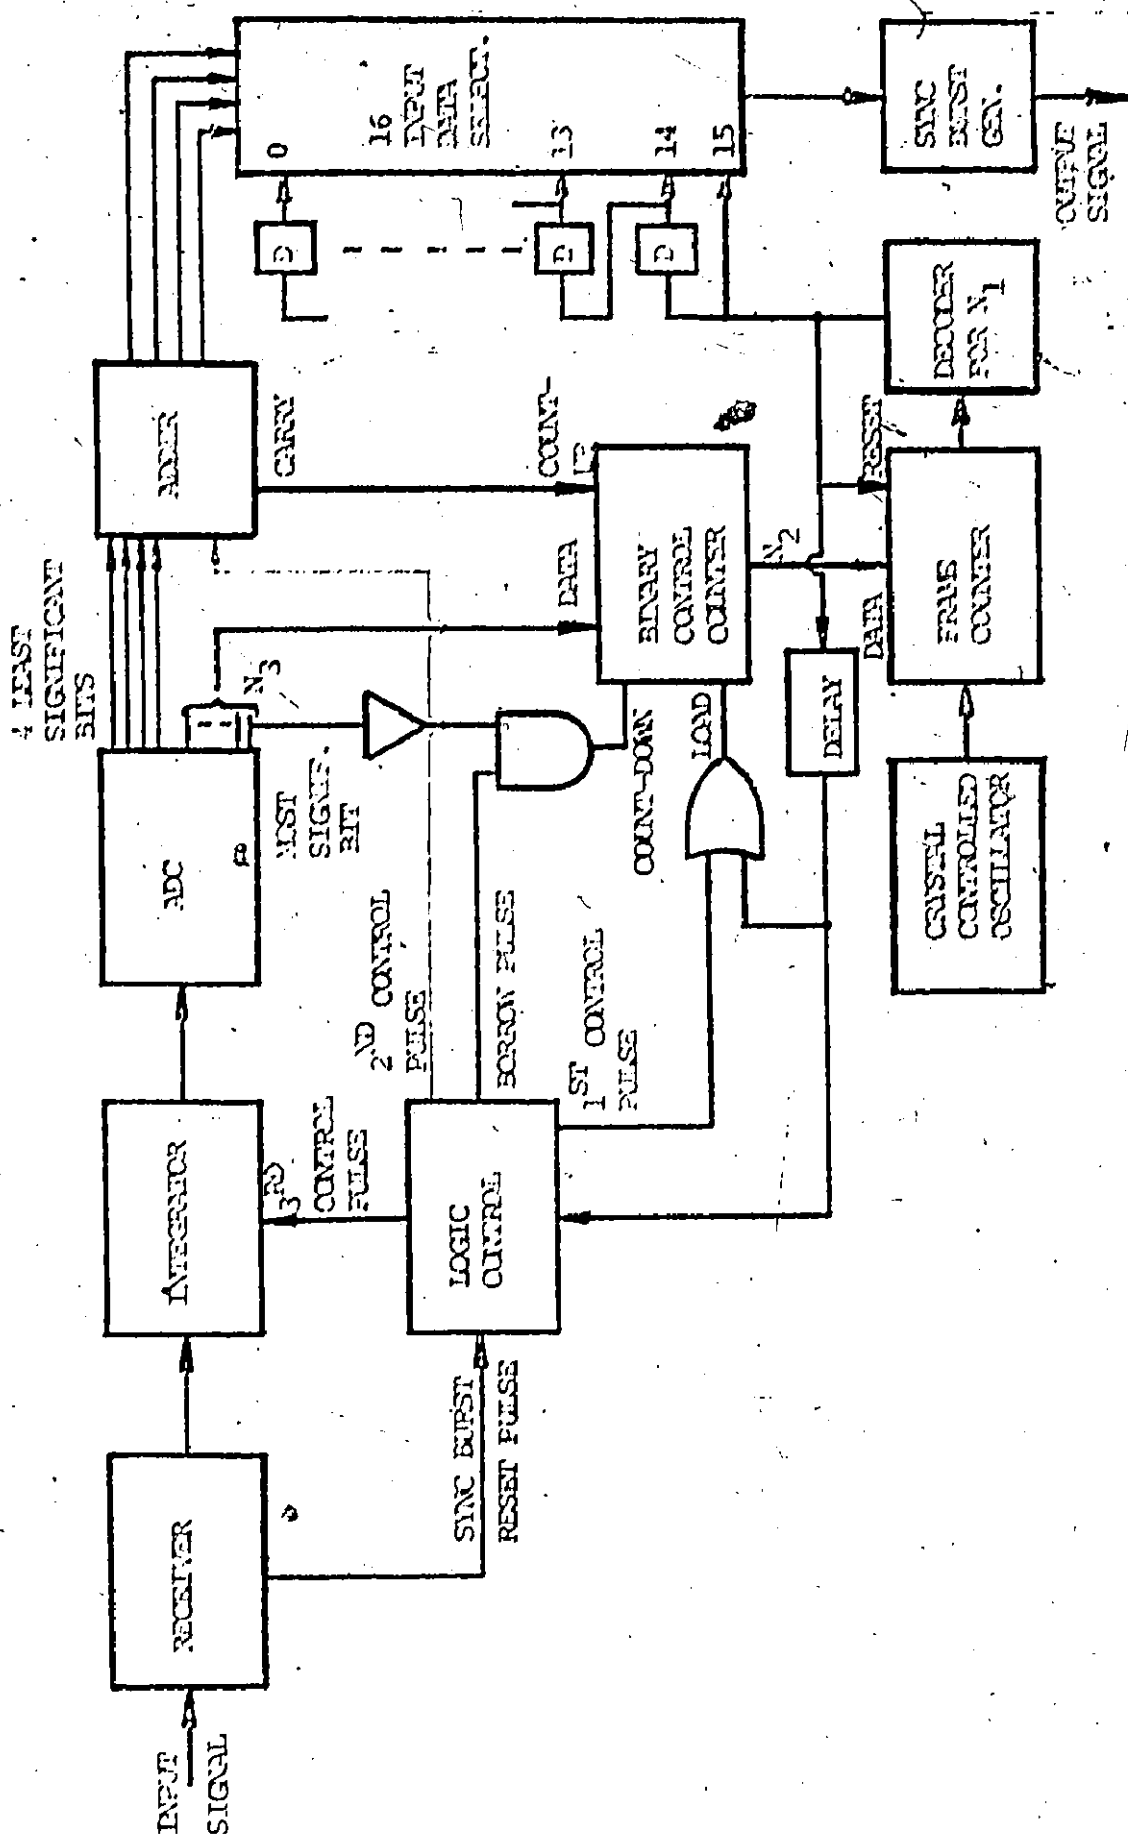 INPUT
SIGNAL
RECEIVER
SYNC BURST
RESET PULSE
INTEGRATOR
3RD
CONTROL
PULSE
LOGIC
CONTROL
2ND CONTROL
PULSE
BORROW PULSE
1ST CONTROL
PULSE
ADC
4 LEAST
SIGNIFICANT
BITS
MOST
SIGNIF.
BIT
N3
ADDER
CARRY
COUNT-
UP
DATA
BINARY
CONTROL
COUNTER
COUNT-DOWN
LOAD
N2
DELAY
DATA
RESET
FRAME
COUNTER
CRYSTAL
CONTROLLED
OSCILLATOR
DECODER
FOR N1
D
D
D
0
13
14
15
16
INPUT
DATA
SELECT.
SYNC
BURST
GEN.
OUTPUT
SIGNAL